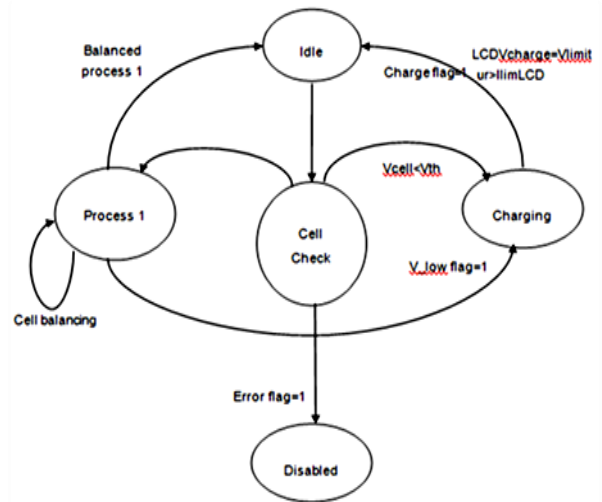 Balanced
process 1
Idle
LCDVcharge=Vlimit
Charge flag=1
ur>IlimLCD
Vcell<Vth
Process 1
Cell
Check
Charging
V_low flag=1
Cell balancing
Error flag=1
Disabled